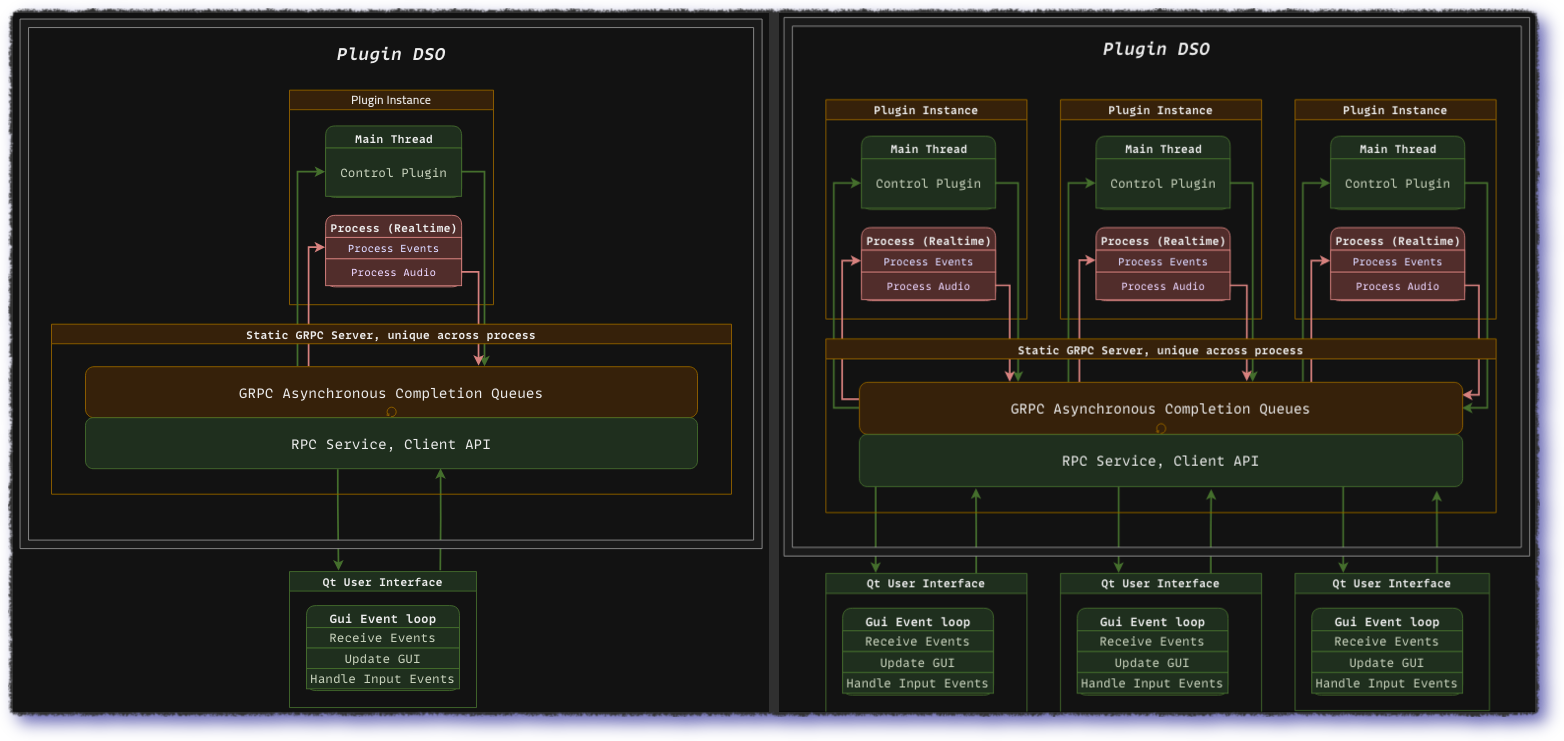 Plugin DSO
Plugin Instance
Main Thread
Control Plugin
Process (Realtime)
Process Events
Process Audio
Static GRPC Server, unique across process
GRPC Asynchronous Completion Queues
RPC Service, Client API
Qt User Interface
Gui Event loop
Receive Events
Update GUI
Handle Input Events
Plugin DSO
Plugin Instance
Main Thread
Control Plugin
Process (Realtime)
Process Events
Process Audio
Plugin Instance
Main Thread
Control Plugin
Process (Realtime)
Process Events
Process Audio
Plugin Instance
Main Thread
Control Plugin
Process (Realtime)
Process Events
Process Audio
Static GRPC Server, unique across process
GRPC Asynchronous Completion Queues
RPC Service, Client API
Qt User Interface
Gui Event loop
Receive Events
Update GUI
Handle Input Events
Qt User Interface
Gui Event loop
Receive Events
Update GUI
Handle Input Events
Qt User Interface
Gui Event loop
Receive Events
Update GUI
Handle Input Events